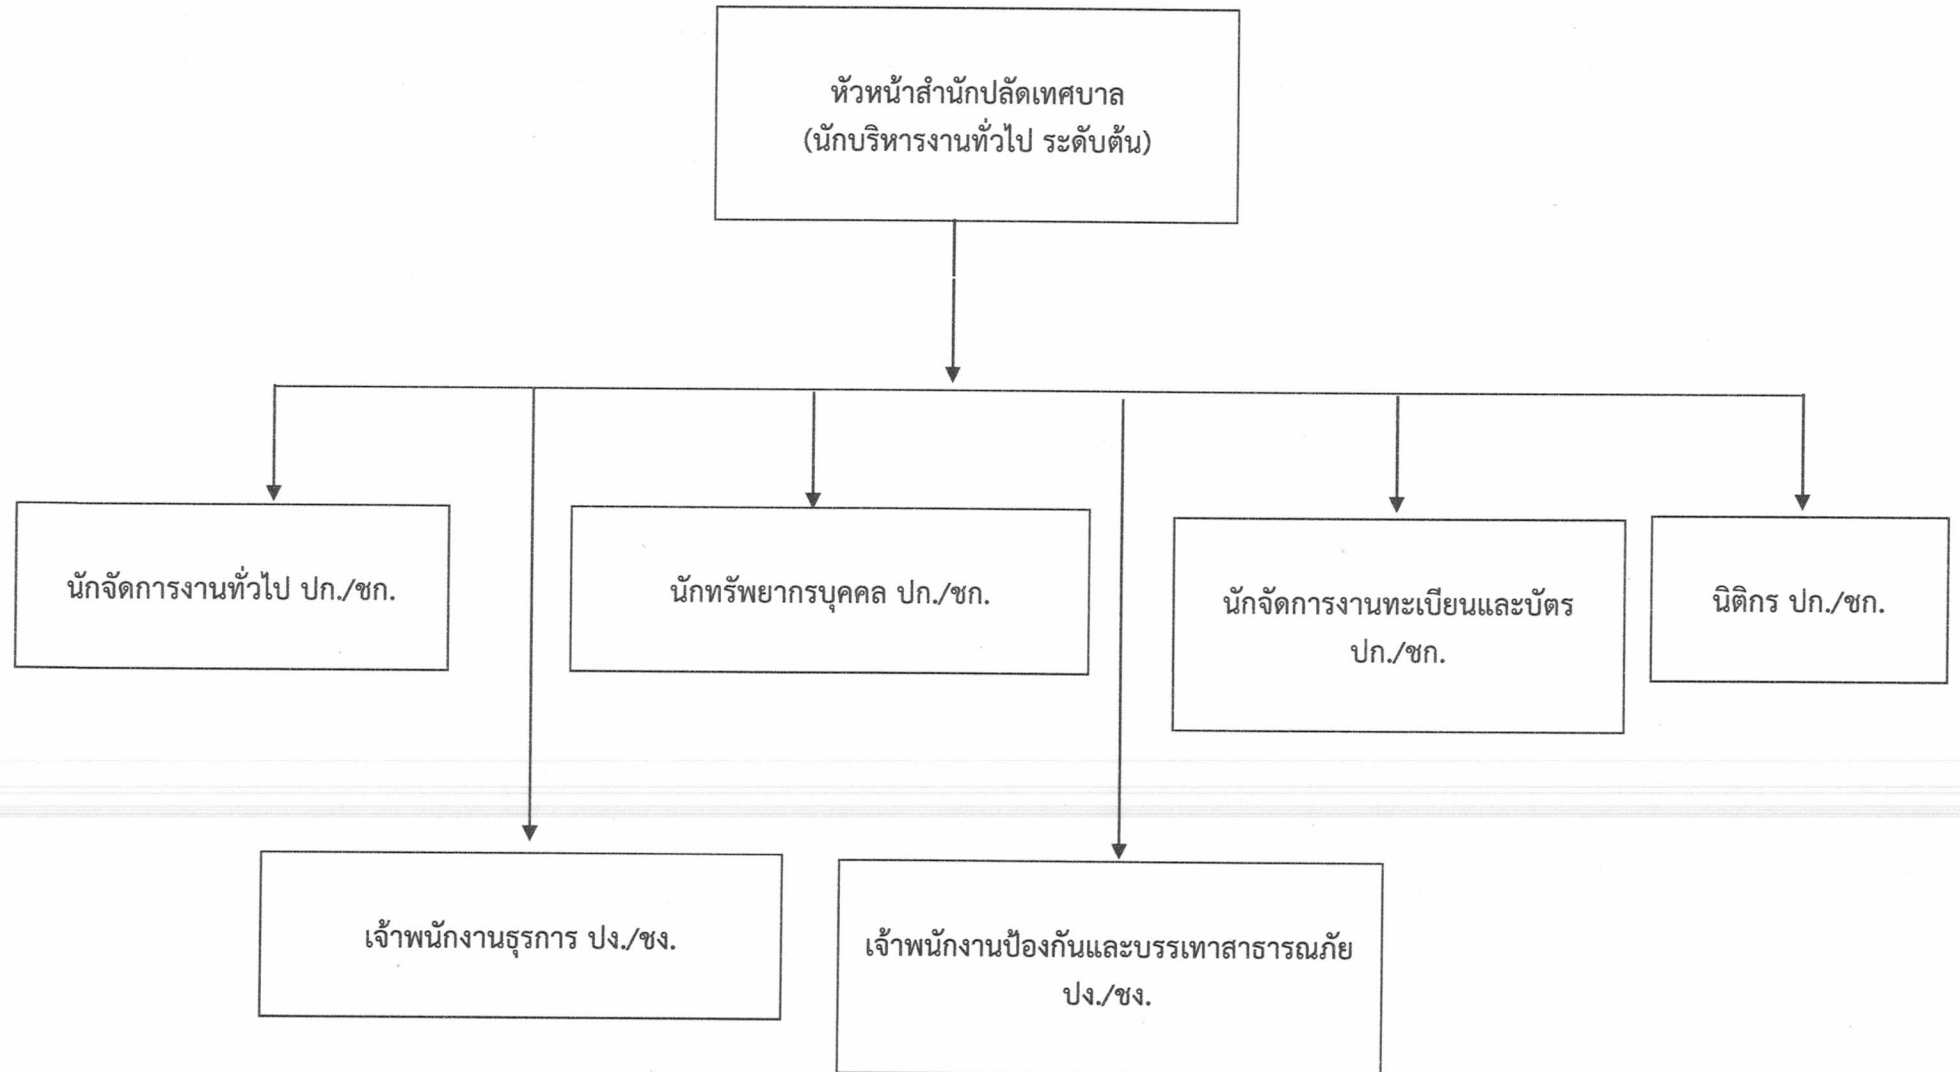 หัวหน้าสำนักปลัดเทศบาล
(นักบริหารงานทั่วไป ระดับต้น)
นักจัดการงานทั่วไป ปก./ชก.
นักทรัพยากรบุคคล ปก./ชก.
นักจัดการงานทะเบียนและบัตร
ปก./ชก.
นิติกร ปก./ชก.
เจ้าพนักงานธุรการ ปง./ชง.
เจ้าพนักงานป้องกันและบรรเทาสาธารณภัย
ปง./ชง.